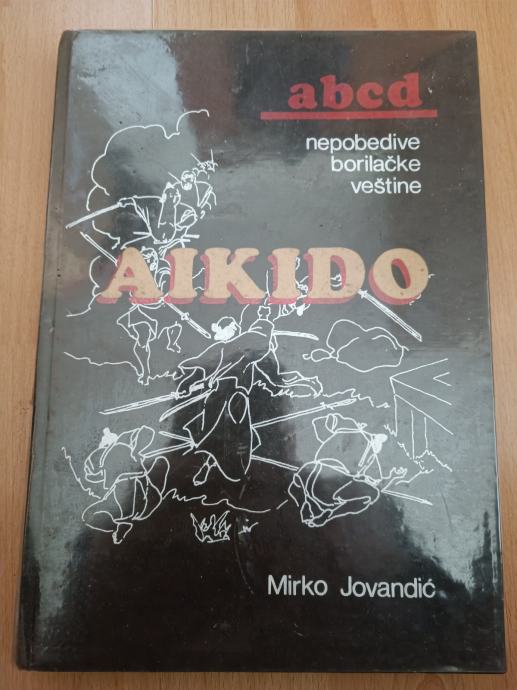 abcd
nepobedive
borilačke
veštine
AIKIDO
Mirko Jovandić